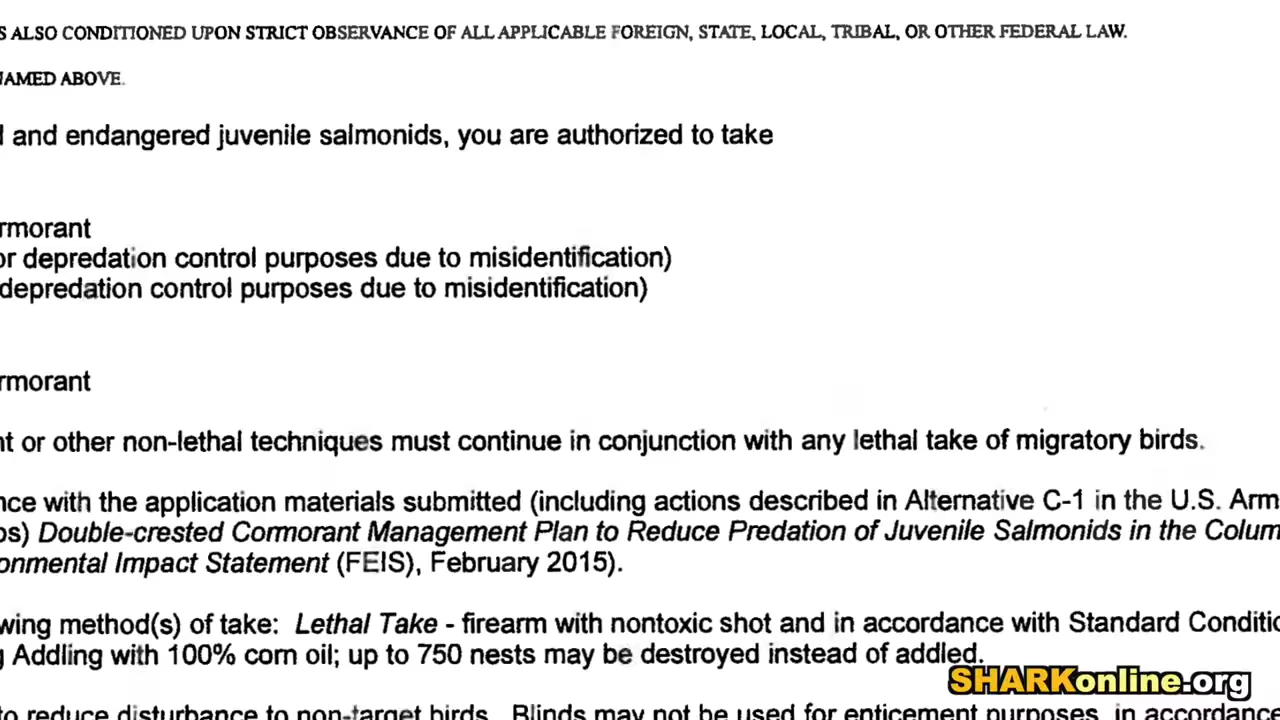 S ALSO CONDITIONED UPON STRICT OBSERVANCE OF ALL APPLICABLE FOREIGN, STATE, LOCAL, TRIBAL, OR OTHER FEDERAL LAW.
NAMED ABOVE.
and endangered juvenile salmonids, you are authorized to take
rmorant
or depredation control purposes due to misidentification)
depredation control purposes due to misidentification)
rmorant
nt or other non-lethal techniques must continue in conjunction with any lethal take of migratory birds.
nce with the application materials submitted (including actions described in Alternative C-1 in the U.S. Arm
ps) Double-crested Cormorant Management Plan to Reduce Predation of Juvenile Salmonids in the Colum
onmental Impact Statement (FEIS), February 2015).
wing method(s) of take: Lethal Take - firearm with nontoxic shot and in accordance with Standard Conditio
g Addling with 100% corn oil; up to 750 nests may be destroyed instead of addled.
SHARKonline.org
to reduce disturbance to non-target birds. Blinds may not be used for enticement purposes, in accordance